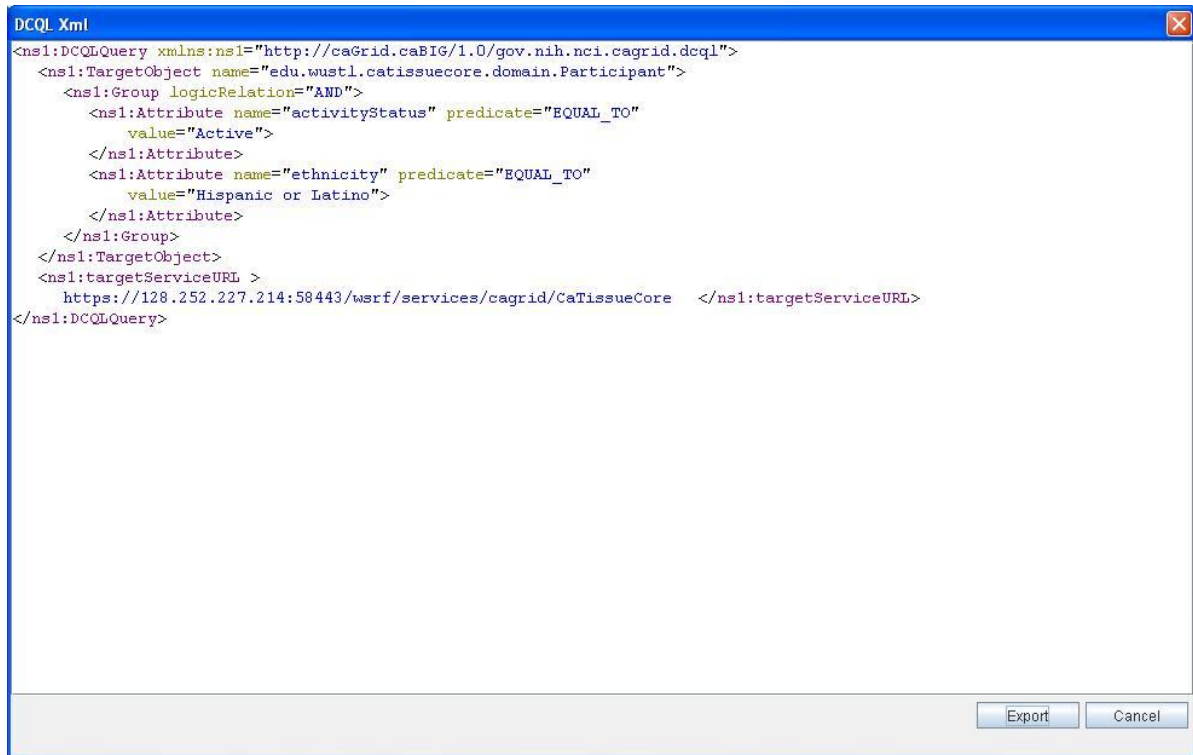 DCQL Xml
<ns1:DCQLQuery xmlns:ns1="http://caGrid.caBIG/1.0/gov.nih.nci.cagrid.dcql">
<ns1:TargetObject name="edu.wustl.catissuecore.domain.Participant">
<ns1:Group logicRelation="AND">
<ns1:Attribute name="activityStatus" predicate="EQUAL_TO"
value="Active">
</ns1:Attribute>
<ns1:Attribute name="ethnicity" predicate="EQUAL_TO"
value="Hispanic or Latino">
</ns1:Attribute>
</ns1:Group>
</ns1:TargetObject>
<ns1:targetServiceURL >
https://128.252.227.214:58443/wsrf/services/cagrid/CaTissueCore </ns1:targetServiceURL>
</ns1:DCQLQuery>
Export Cancel